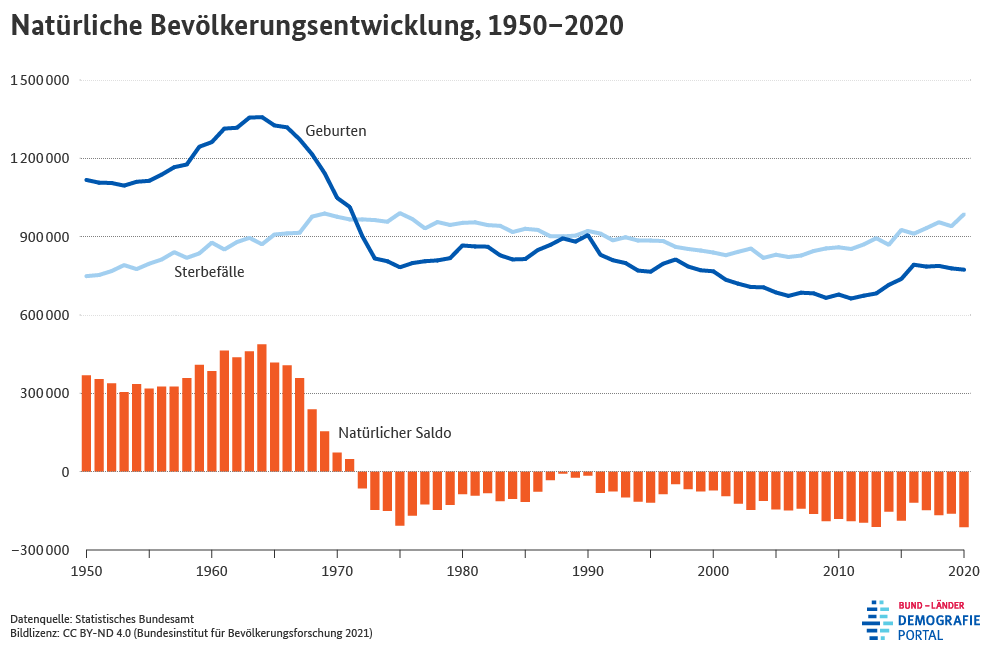 Natürliche Bevölkerungsentwicklung, 1950–2020
1 500 000
Geburten
1 200 000
900 000
Sterbefälle
600 000
300 000
Natürlicher Saldo
0
−300 000
1950 1960 1970 1980 1990 2000 2010 2020
Datenquelle: Statistisches Bundesamt
Bildlizenz: CC BY-ND 4.0 (Bundesinstitut für Bevölkerungsforschung 2021)
BUND-LÄNDER
DEMOGRAFIE
PORTAL